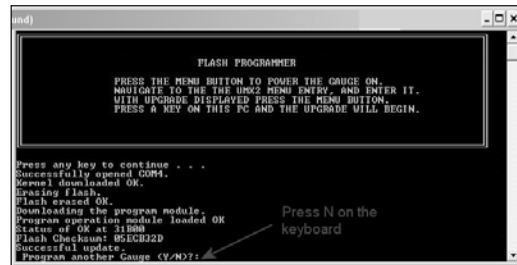 und)
FLASH PROGRAMMER
PRESS THE MENU BUTTON TO POWER THE GAUGE ON.
NAVIGATE TO THE THE UMX2 MENU ENTRY, AND ENTER IT.
WITH UPGRADE DISPLAYED PRESS THE MENU BUTTON.
PRESS A KEY ON THIS PC AND THE UPGRADE WILL BEGIN.
Press any key to continue . . .
Successfully opened COM4.
Kernel downloaded OK.
Erasing flash.
Flash erased OK.
Downloading the program module.
Program operation module loaded OK
Status of OK at 31B00
Flash Checksum: 05ECB32D
Successful update.
Program another Gauge (Y/N)?:
Press N on the
keyboard